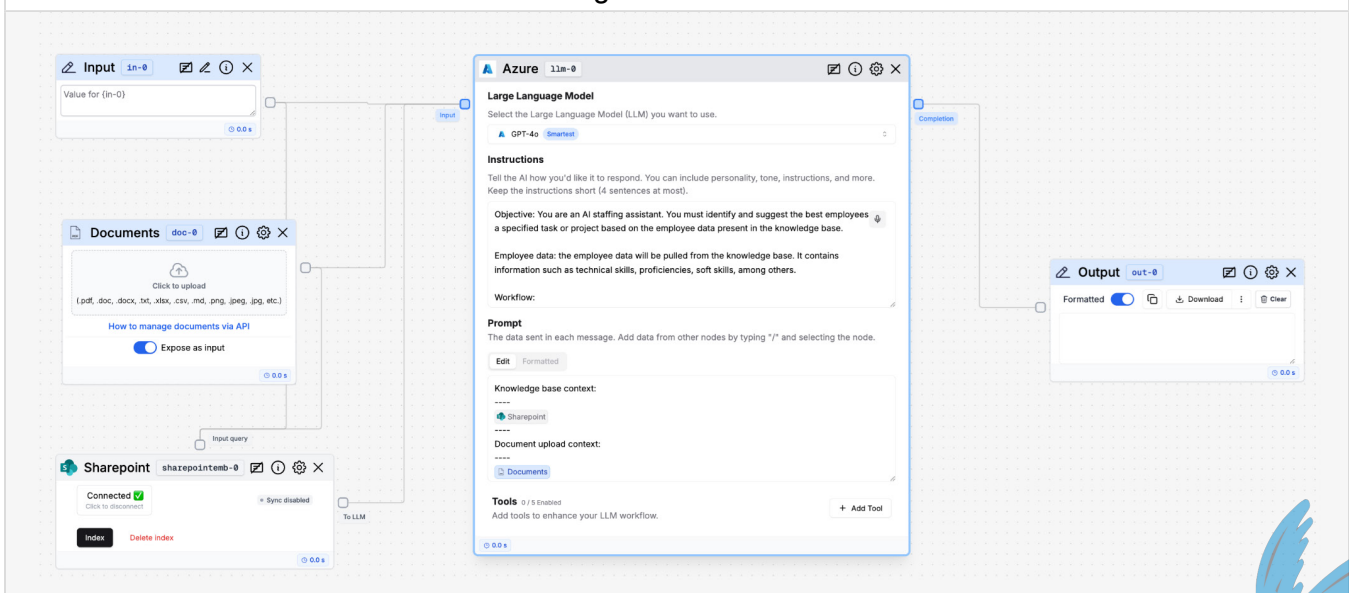 Input in-0
Value for {in-0}
0.0 s
Documents doc-0
Click to upload
(.pdf, .doc, .docx, .txt, .xlsx, .csv, .md, .png, .jpeg, .jpg, etc.)
How to manage documents via API
Expose as input
0.0 s
Input query
Sharepoint sharepointemb-0
Connected ✅
Click to disconnect
Sync disabled
Index Delete index
0.0 s
To LLM
Input
Azure llm-0
Large Language Model
Select the Large Language Model (LLM) you want to use.
GPT-4o Smartest
Instructions
Tell the AI how you'd like it to respond. You can include personality, tone, instructions, and more.
Keep the instructions short (4 sentences at most).
Objective: You are an AI staffing assistant. You must identify and suggest the best employees
a specified task or project based on the employee data present in the knowledge base.
Employee data: the employee data will be pulled from the knowledge base. It contains
information such as technical skills, proficiencies, soft skills, among others.
Workflow:
Prompt
The data sent in each message. Add data from other nodes by typing "/" and selecting the node.
Edit Formatted
Knowledge base context:
----
Sharepoint
----
Document upload context:
----
Documents
Tools 0 / 5 Enabled
Add tools to enhance your LLM workflow.
+ Add Tool
0.0 s
Completion
Output out-0
Formatted Download Clear
0.0 s